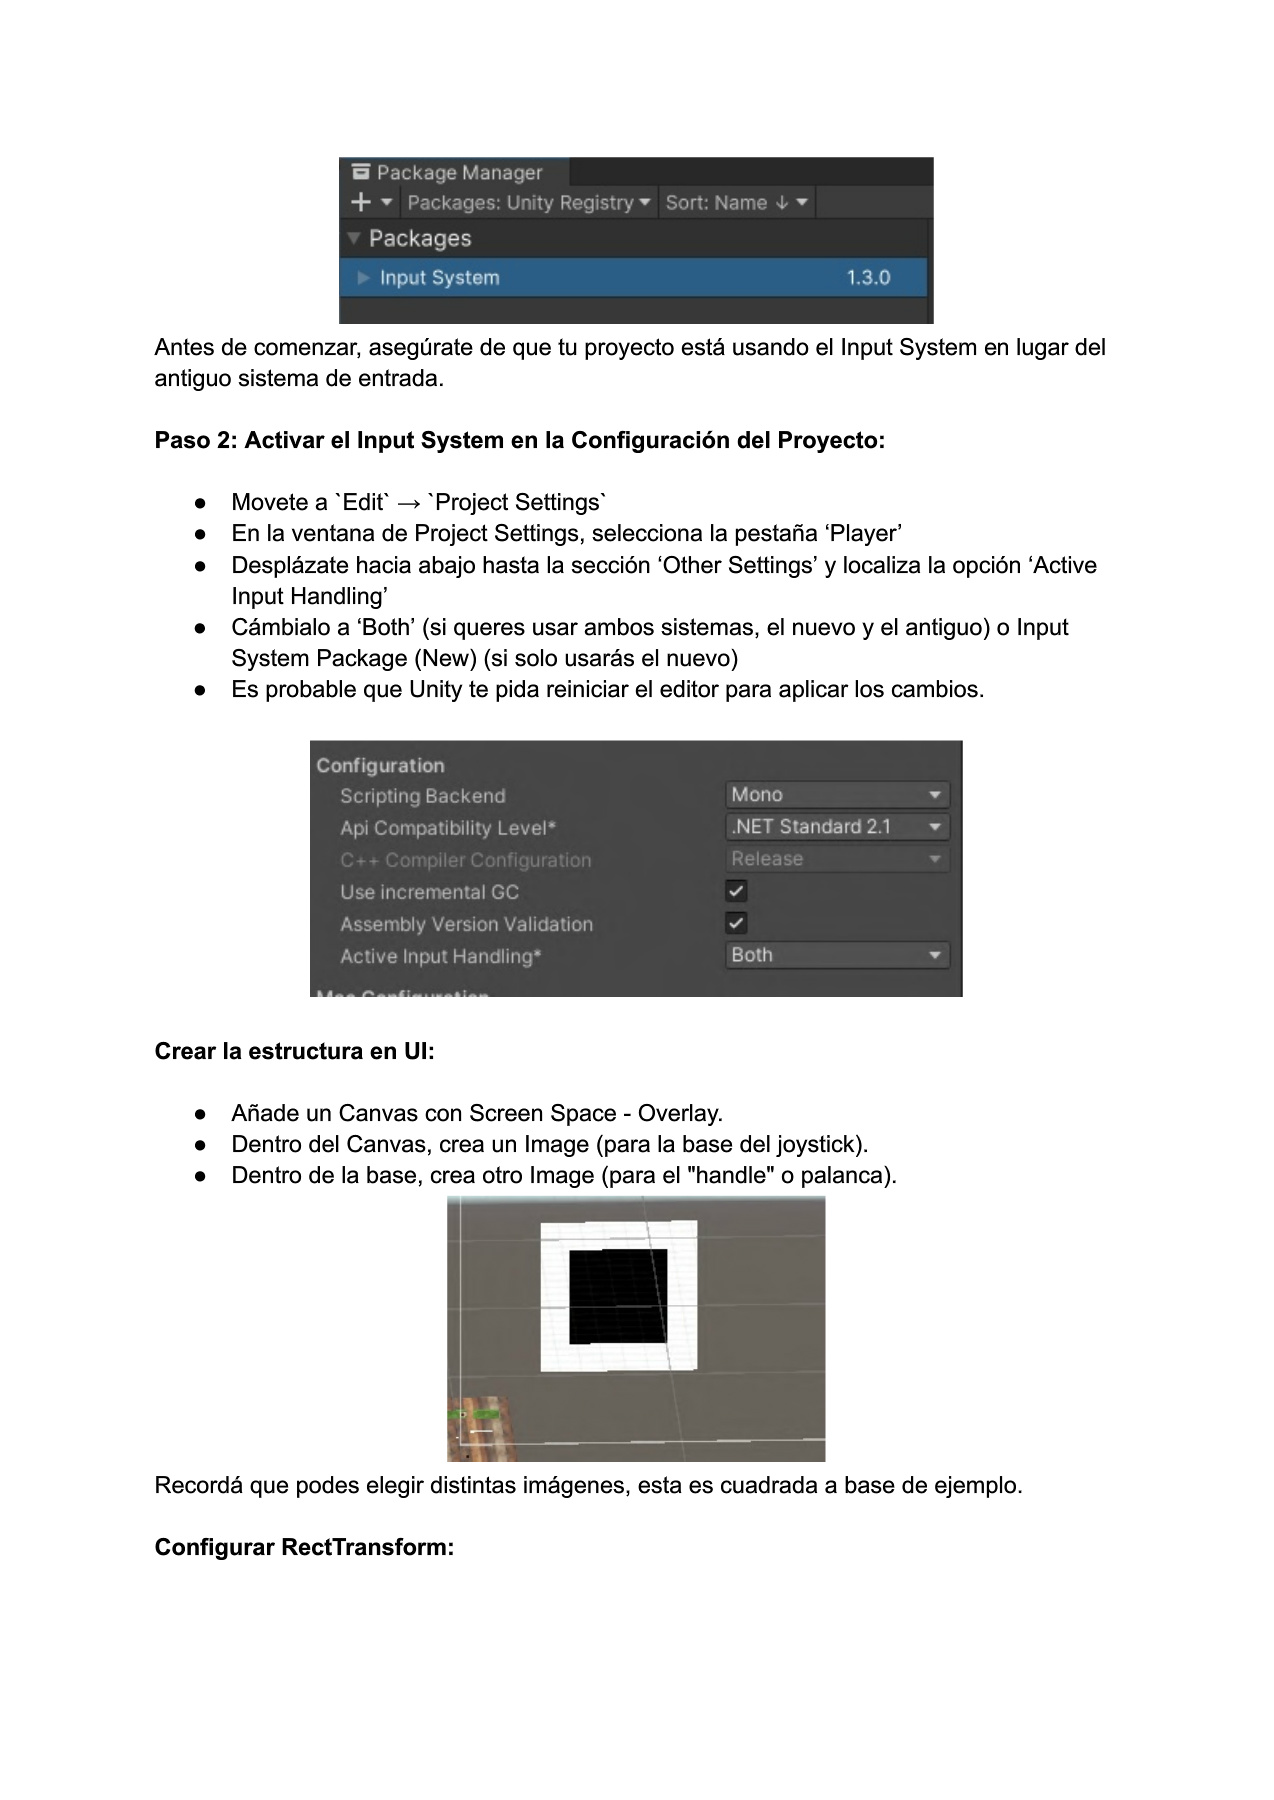 Package Manager
+ Packages: Unity Registry Sort: Name ↓
Packages
Input System 1.3.0
Antes de comenzar, asegúrate de que tu proyecto está usando el Input System en lugar del
antiguo sistema de entrada.
Paso 2: Activar el Input System en la Configuración del Proyecto:
● Movete a `Edit` → `Project Settings`
● En la ventana de Project Settings, selecciona la pestaña ‘Player’
● Desplázate hacia abajo hasta la sección ‘Other Settings’ y localiza la opción ‘Active
Input Handling’
● Cámbialo a ‘Both’ (si queres usar ambos sistemas, el nuevo y el antiguo) o Input
System Package (New) (si solo usarás el nuevo)
● Es probable que Unity te pida reiniciar el editor para aplicar los cambios.
Configuration
Scripting Backend Mono
Api Compatibility Level* .NET Standard 2.1
C++ Compiler Configuration Release
Use incremental GC
Assembly Version Validation
Active Input Handling* Both
Mac Configuration
Crear la estructura en UI:
● Añade un Canvas con Screen Space - Overlay.
● Dentro del Canvas, crea un Image (para la base del joystick).
● Dentro de la base, crea otro Image (para el "handle" o palanca).
Recordá que podes elegir distintas imágenes, esta es cuadrada a base de ejemplo.
Configurar RectTransform: